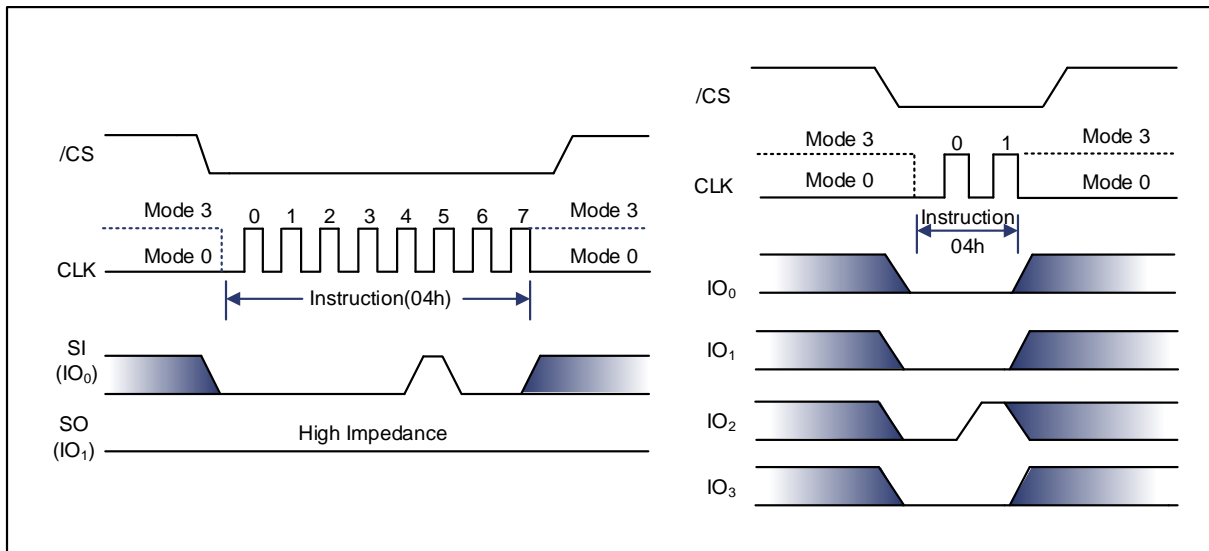 /CS
Mode 3
0 1 2 3 4 5 6 7
Mode 3
Mode 0
Mode 0
CLK
Instruction(04h)
SI
(IO0)
SO
(IO1)
High Impedance
/CS
Mode 3
0 1
Mode 3
CLK
Mode 0
Mode 0
Instruction
04h
IO0
IO1
IO2
IO3